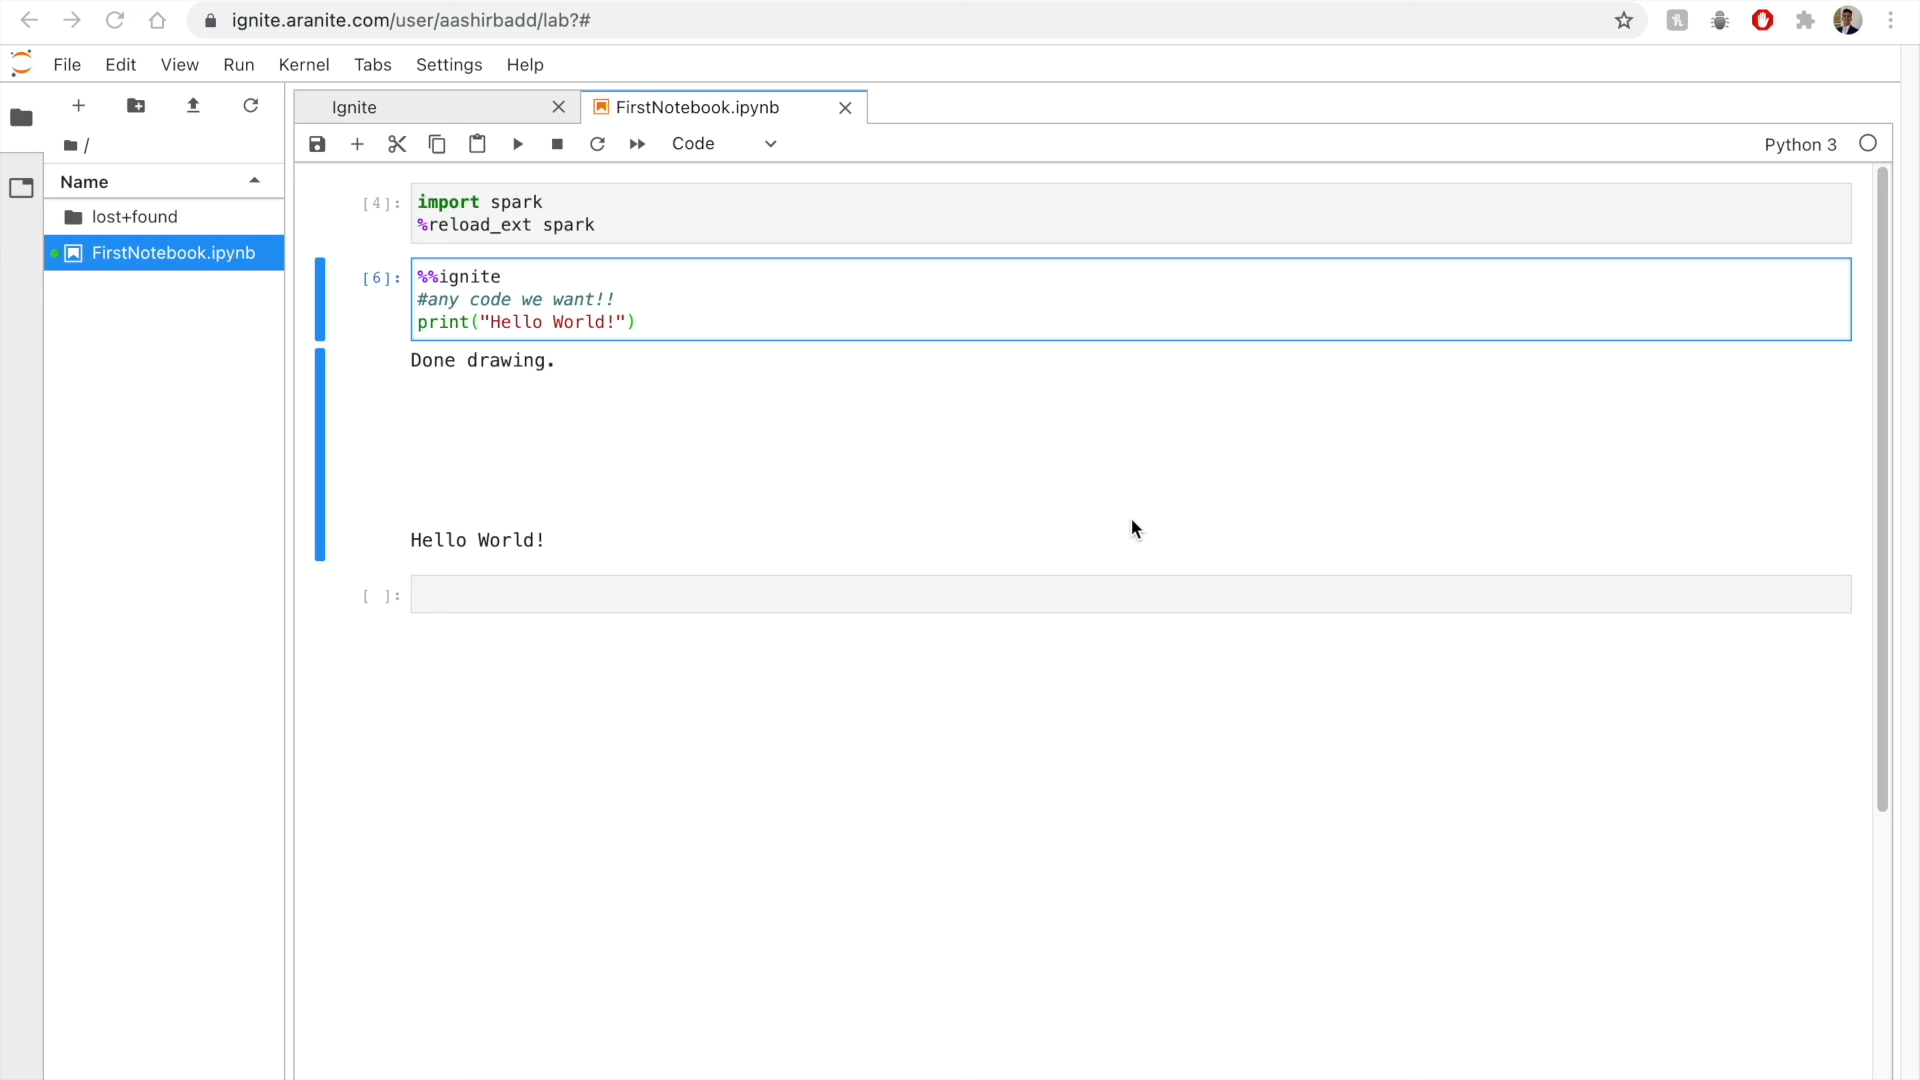 ignite.aranite.com/user/aashirbadd/lab?#
File Edit View Run Kernel Tabs Settings Help
Ignite
FirstNotebook.ipynb
/
Code
Python 3
Name
lost+found
FirstNotebook.ipynb
[4]:
import spark
%reload_ext spark
[6]:
%%ignite
#any code we want!!
print("Hello World!")
Done drawing.
Hello World!
[ ]: